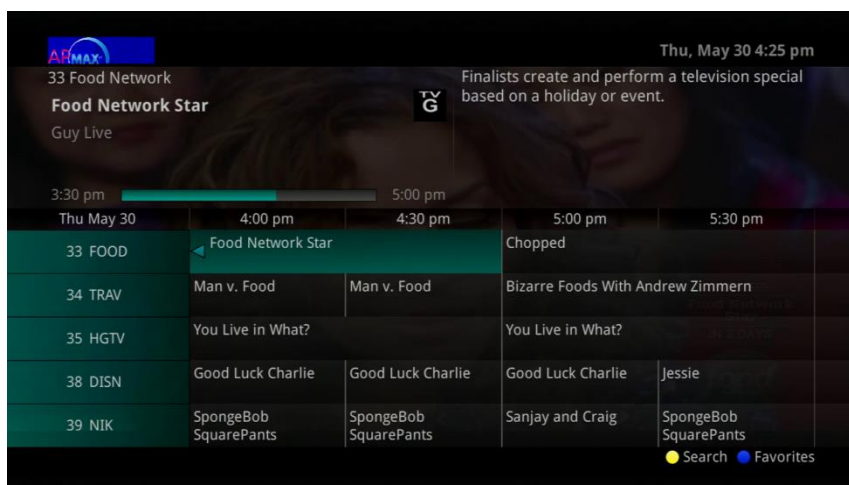 APMAX
Thu, May 30 4:25 pm
33 Food Network
Food Network Star
Guy Live
TV
G
Finalists create and perform a television special
based on a holiday or event.
3:30 pm
5:00 pm
Thu May 30 4:00 pm 4:30 pm 5:00 pm 5:30 pm
33 FOOD Food Network Star Chopped
34 TRAV Man v. Food Man v. Food Bizarre Foods With Andrew Zimmern
35 HGTV You Live in What? You Live in What?
38 DISN Good Luck Charlie Good Luck Charlie Good Luck Charlie Jessie
39 NIK SpongeBob SpongeBob Sanjay and Craig SpongeBob
SquarePants SquarePants SquarePants
Search Favorites